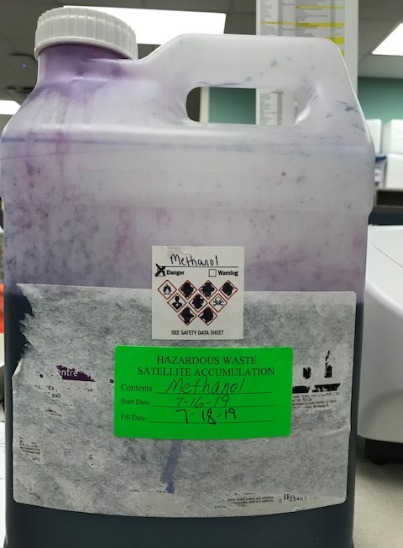 Methanol
X Danger ☐ Warning
SEE SAFETY DATA SHEET
HAZARDOUS WASTE
SATELLITE ACCUMULATION
Contents Methanol
Start Date: 7-16-19
Fill Date: 7-18-19
ntre